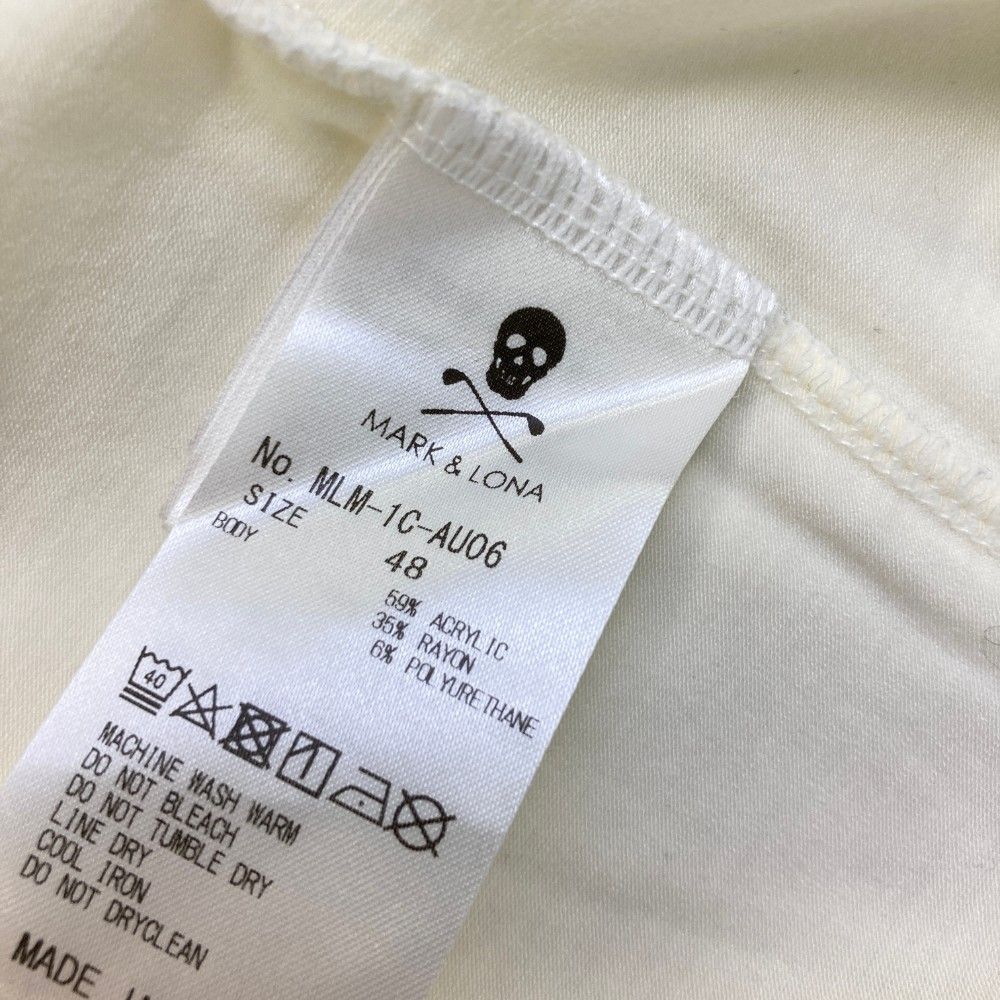 MARK & LONA
No. MLM-1C-AU06
SIZE 48
BODY 59% ACRYLIC
35% RAYON
6% POLYURETHANE
40
MACHINE WASH WARM
DO NOT BLEACH
DO NOT TUMBLE DRY
LINE DRY
COOL IRON
DO NOT DRYCLEAN
MADE